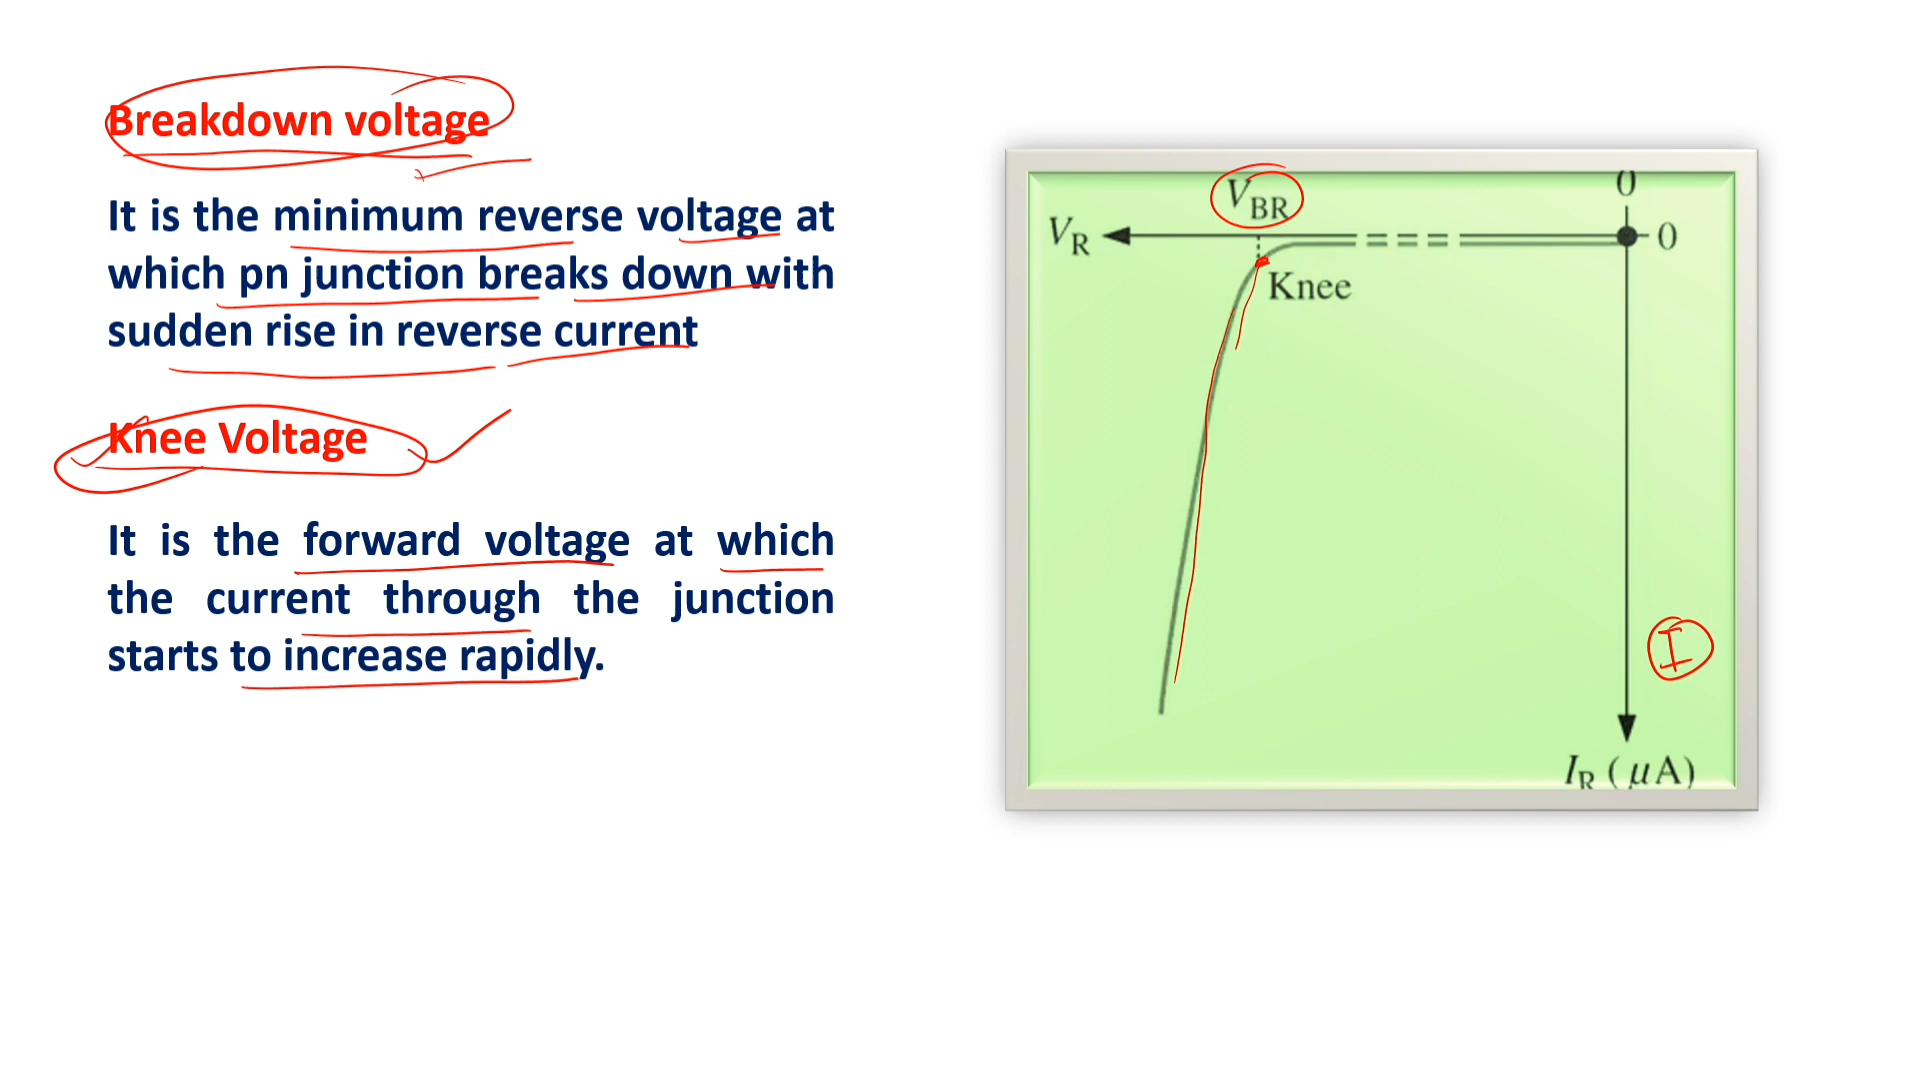 Breakdown voltage
It is the minimum reverse voltage at
which pn junction breaks down with
sudden rise in reverse current
Knee Voltage
It is the forward voltage at which
the current through the junction
starts to increase rapidly.
V_BR
0
V_R
0
Knee
I
I_R (μA)